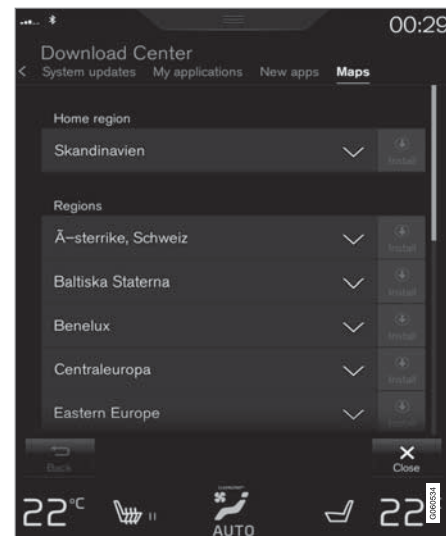 00:29
Download Center
System updates My applications New apps Maps
Home region
Skandinavien
Install
Regions
Ã–sterrike, Schweiz
Install
Baltiska Staterna
Install
Benelux
Install
Centraleuropa
Install
Eastern Europe
Install
Back
Close
22°C
AUTO
22
G060534